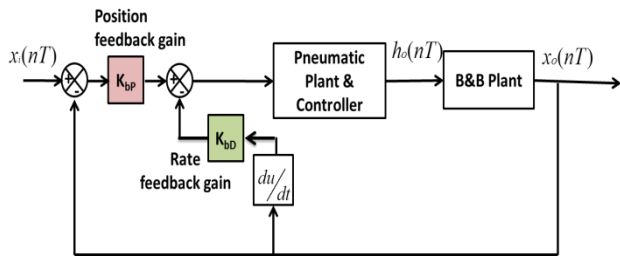 Position
feedback gain
xᵢ(nT)
+
-
K_bP
+
-
Pneumatic
Plant &
Controller
hₒ(nT)
B&B Plant
xₒ(nT)
K_bD
Rate
feedback gain
du/dt